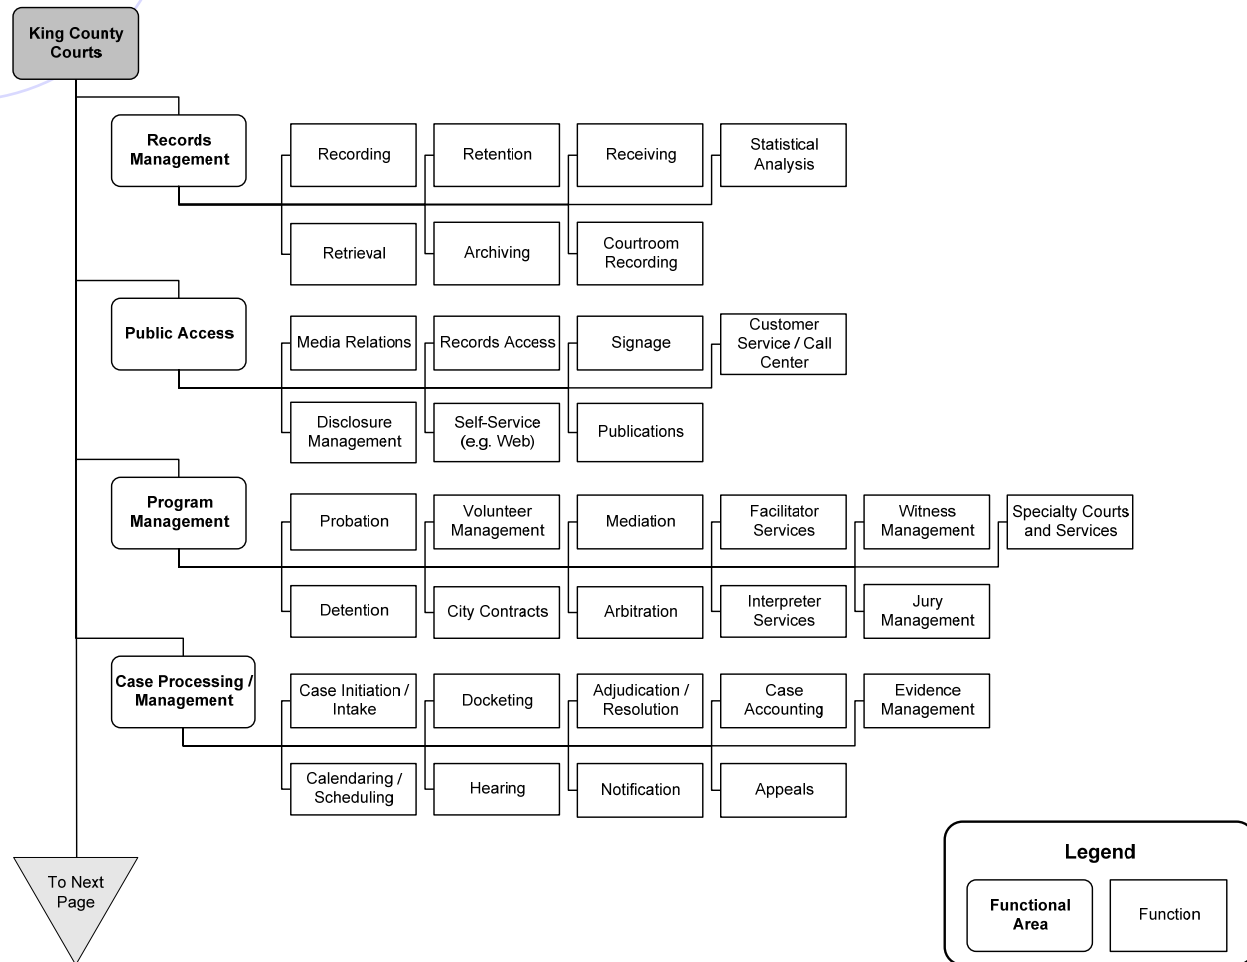 King County
Courts
Records
Management
Recording
Retention
Receiving
Statistical
Analysis
Retrieval
Archiving
Courtroom
Recording
Public Access
Media Relations
Records Access
Signage
Customer
Service / Call
Center
Disclosure
Management
Self-Service
(e.g. Web)
Publications
Program
Management
Probation
Volunteer
Management
Mediation
Facilitator
Services
Witness
Management
Specialty Courts
and Services
Detention
City Contracts
Arbitration
Interpreter
Services
Jury
Management
Case Processing /
Management
Case Initiation /
Intake
Docketing
Adjudication /
Resolution
Case
Accounting
Evidence
Management
Calendaring /
Scheduling
Hearing
Notification
Appeals
To Next
Page
Legend
Functional
Area
Function